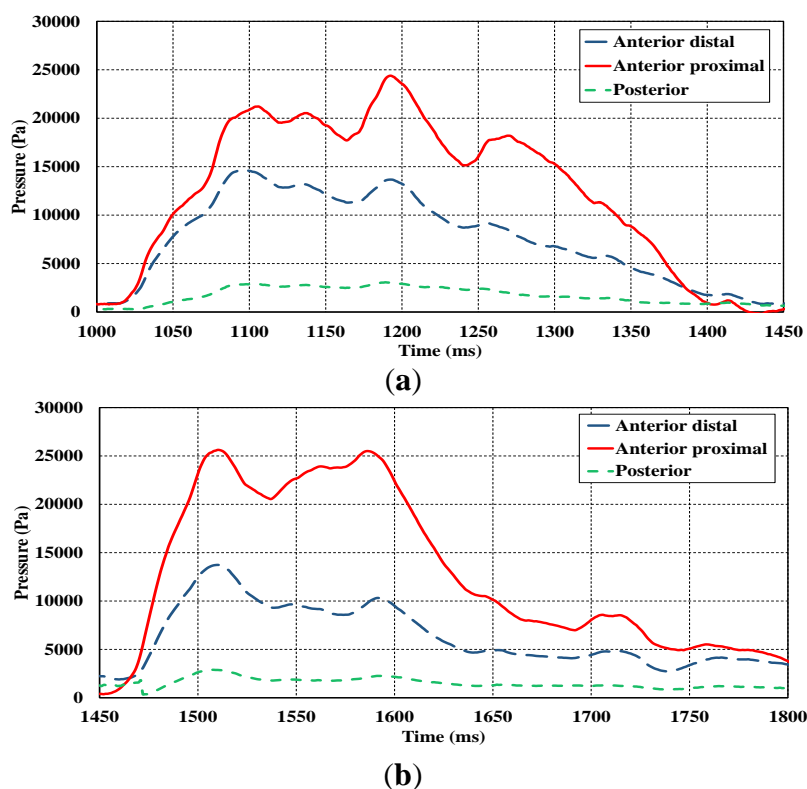 30000
25000
20000
15000
10000
5000
0
Pressure (Pa)
Anterior distal
Anterior proximal
Posterior
1000 1050 1100 1150 1200 1250 1300 1350 1400 1450
Time (ms)
(a)
30000
25000
20000
15000
10000
5000
0
Pressure (Pa)
Anterior distal
Anterior proximal
Posterior
1450 1500 1550 1600 1650 1700 1750 1800
Time (ms)
(b)